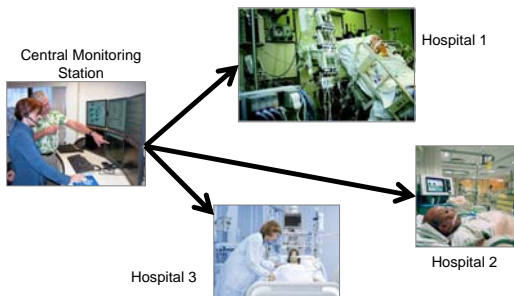 Central Monitoring
Station
Hospital 1
Hospital 2
Hospital 3